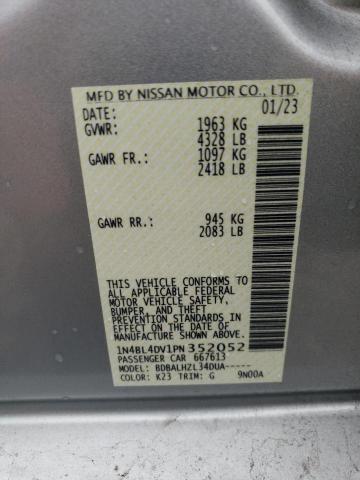 MFD BY NISSAN MOTOR CO., LTD.
DATE: 01/23
GVWR: 1963 KG
4328 LB
GAWR FR.: 1097 KG
2418 LB
GAWR RR.: 945 KG
2083 LB
THIS VEHICLE CONFORMS TO
ALL APPLICABLE FEDERAL
MOTOR VEHICLE SAFETY,
BUMPER, AND THEFT
PREVENTION STANDARDS IN
EFFECT ON THE DATE OF
MANUFACTURE SHOWN ABOVE.
1N4BL4DV1PN352052
PASSENGER CAR 667613
MODEL: BDBALHZL34DUA-----
COLOR: K23 TRIM: G 9N00A